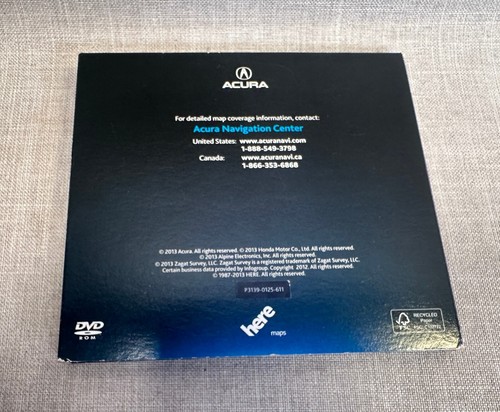 ACURA
For detailed map coverage information, contact:
Acura Navigation Center
United States: www.acuranavi.com
1-888-549-3798
Canada: www.acuranavi.ca
1-866-353-6868
© 2013 Acura. All rights reserved. © 2013 Honda Motor Co., Ltd. All rights reserved.
© 2013 Alpine Electronics, Inc. All rights reserved.
© 2013 Zagat Survey, LLC. Zagat Survey is a registered trademark of Zagat Survey, LLC.
Certain business data provided by Infogroup. Copyright 2012. All rights reserved.
© 1987-2013 HERE. All rights reserved.
P3139-0125-611
here
maps
DVD
ROM
RECYCLED
Paper
FSC